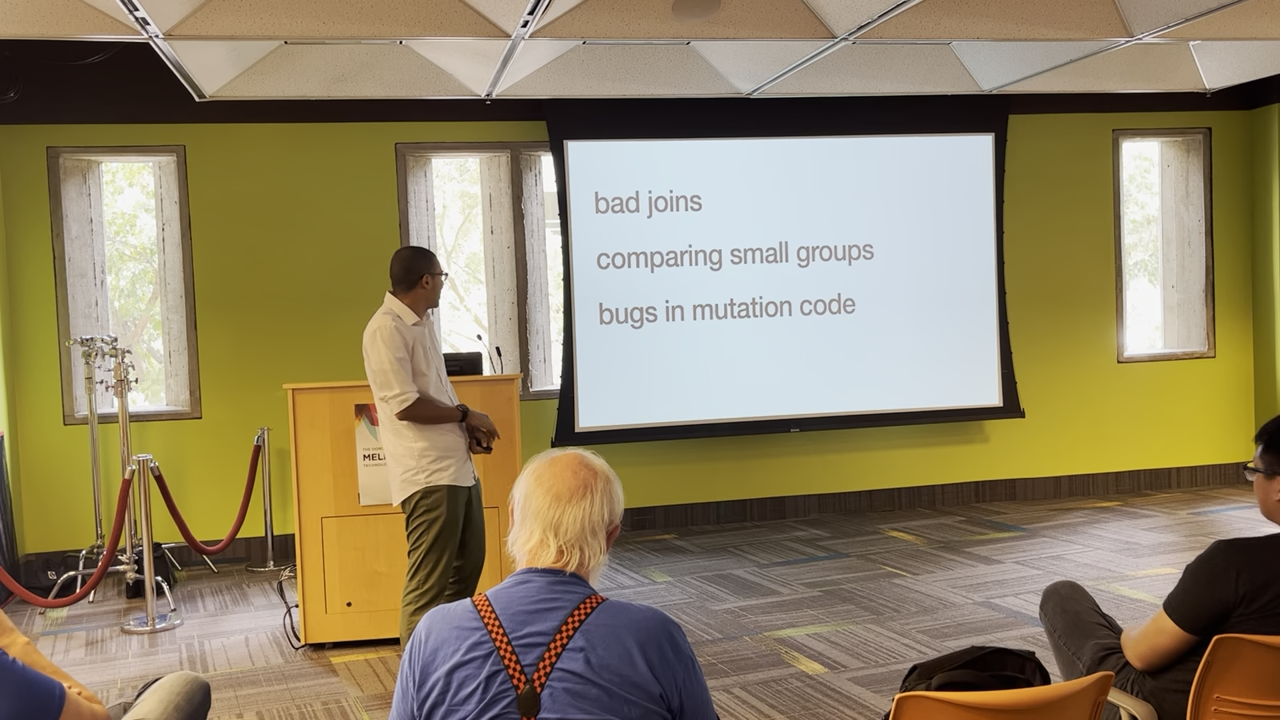 bad joins
comparing small groups
bugs in mutation code